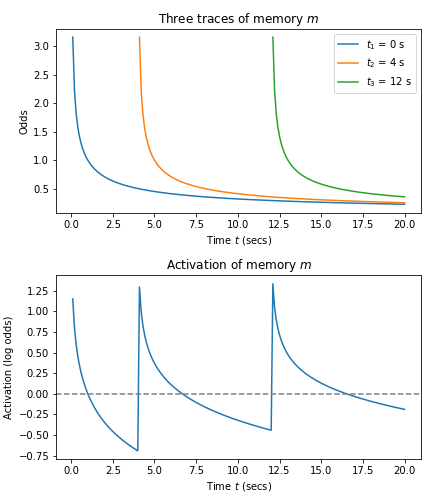 Three traces of memory m
Odds
3.0
2.5
2.0
1.5
1.0
0.5
t₁ = 0 s
t₂ = 4 s
t₃ = 12 s
0.0 2.5 5.0 7.5 10.0 12.5 15.0 17.5 20.0
Time t (secs)
Activation of memory m
Activation (log odds)
1.25
1.00
0.75
0.50
0.25
0.00
−0.25
−0.50
−0.75
0.0 2.5 5.0 7.5 10.0 12.5 15.0 17.5 20.0
Time t (secs)